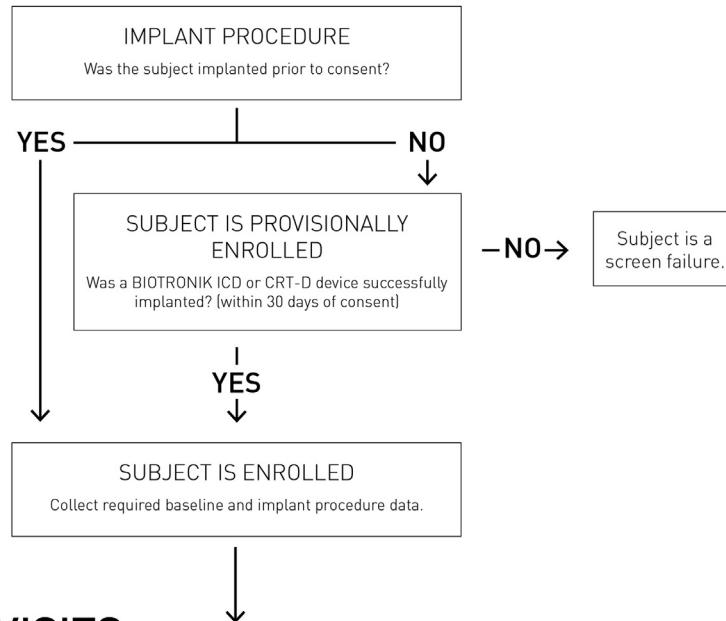 IMPLANT PROCEDURE
Was the subject implanted prior to consent?
YES
NO
SUBJECT IS PROVISIONALLY
ENROLLED
Was a BIOTRONIK ICD or CRT-D device successfully
implanted? (within 30 days of consent)
NO
Subject is a
screen failure.
YES
SUBJECT IS ENROLLED
Collect required baseline and implant procedure data.